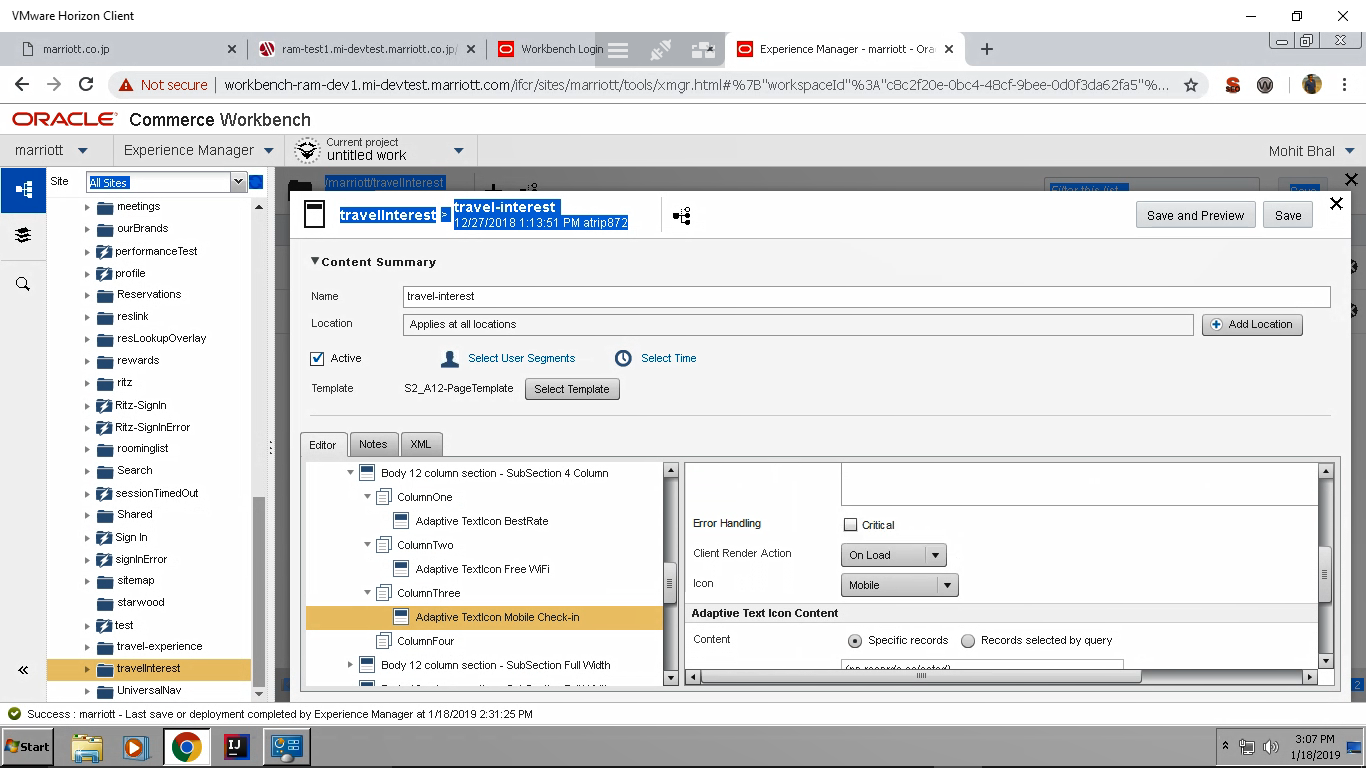 VMware Horizon Client
marriott.co.jp
ram-test1.mi-devtest.marriott.co.jp/
Workbench Login
Experience Manager - marriott - Ora
Not secure
workbench-ram-dev1.mi-devtest.marriott.com/ifcr/sites/marriott/tools/xmgr.html#%7B"workspaceId"%3A"c8c2f20e-0bc4-48cf-9bee-0d0f3da62fa5"%...
ORACLE Commerce Workbench
marriott
Experience Manager
Current project
untitled work
Mohit Bhal
Site
All Sites
/marriott/travelInterest
Filter this list...
Save
meetings
ourBrands
performanceTest
profile
Reservations
reslink
resLookupOverlay
rewards
ritz
Ritz-SignIn
Ritz-SignInError
roominglist
Search
sessionTimedOut
Shared
Sign In
signInError
sitemap
starwood
test
travel-experience
travelInterest
UniversalNav
travelInterest > travel-interest
12/27/2018 1:13:51 PM atrip872
Save and Preview
Save
Content Summary
Name
travel-interest
Location
Applies at all locations
Add Location
Active
Select User Segments
Select Time
Template
S2_A12-PageTemplate
Select Template
Editor
Notes
XML
Body 12 column section - SubSection 4 Column
ColumnOne
Adaptive TextIcon BestRate
ColumnTwo
Adaptive TextIcon Free WiFi
ColumnThree
Adaptive TextIcon Mobile Check-in
ColumnFour
Body 12 column section - SubSection Full Width
Error Handling
Critical
Client Render Action
On Load
Icon
Mobile
Adaptive Text Icon Content
Content
Specific records
Records selected by query
(no records selected)
Success : marriott - Last save or deployment completed by Experience Manager at 1/18/2019 2:31:25 PM
Start
3:07 PM
1/18/2019